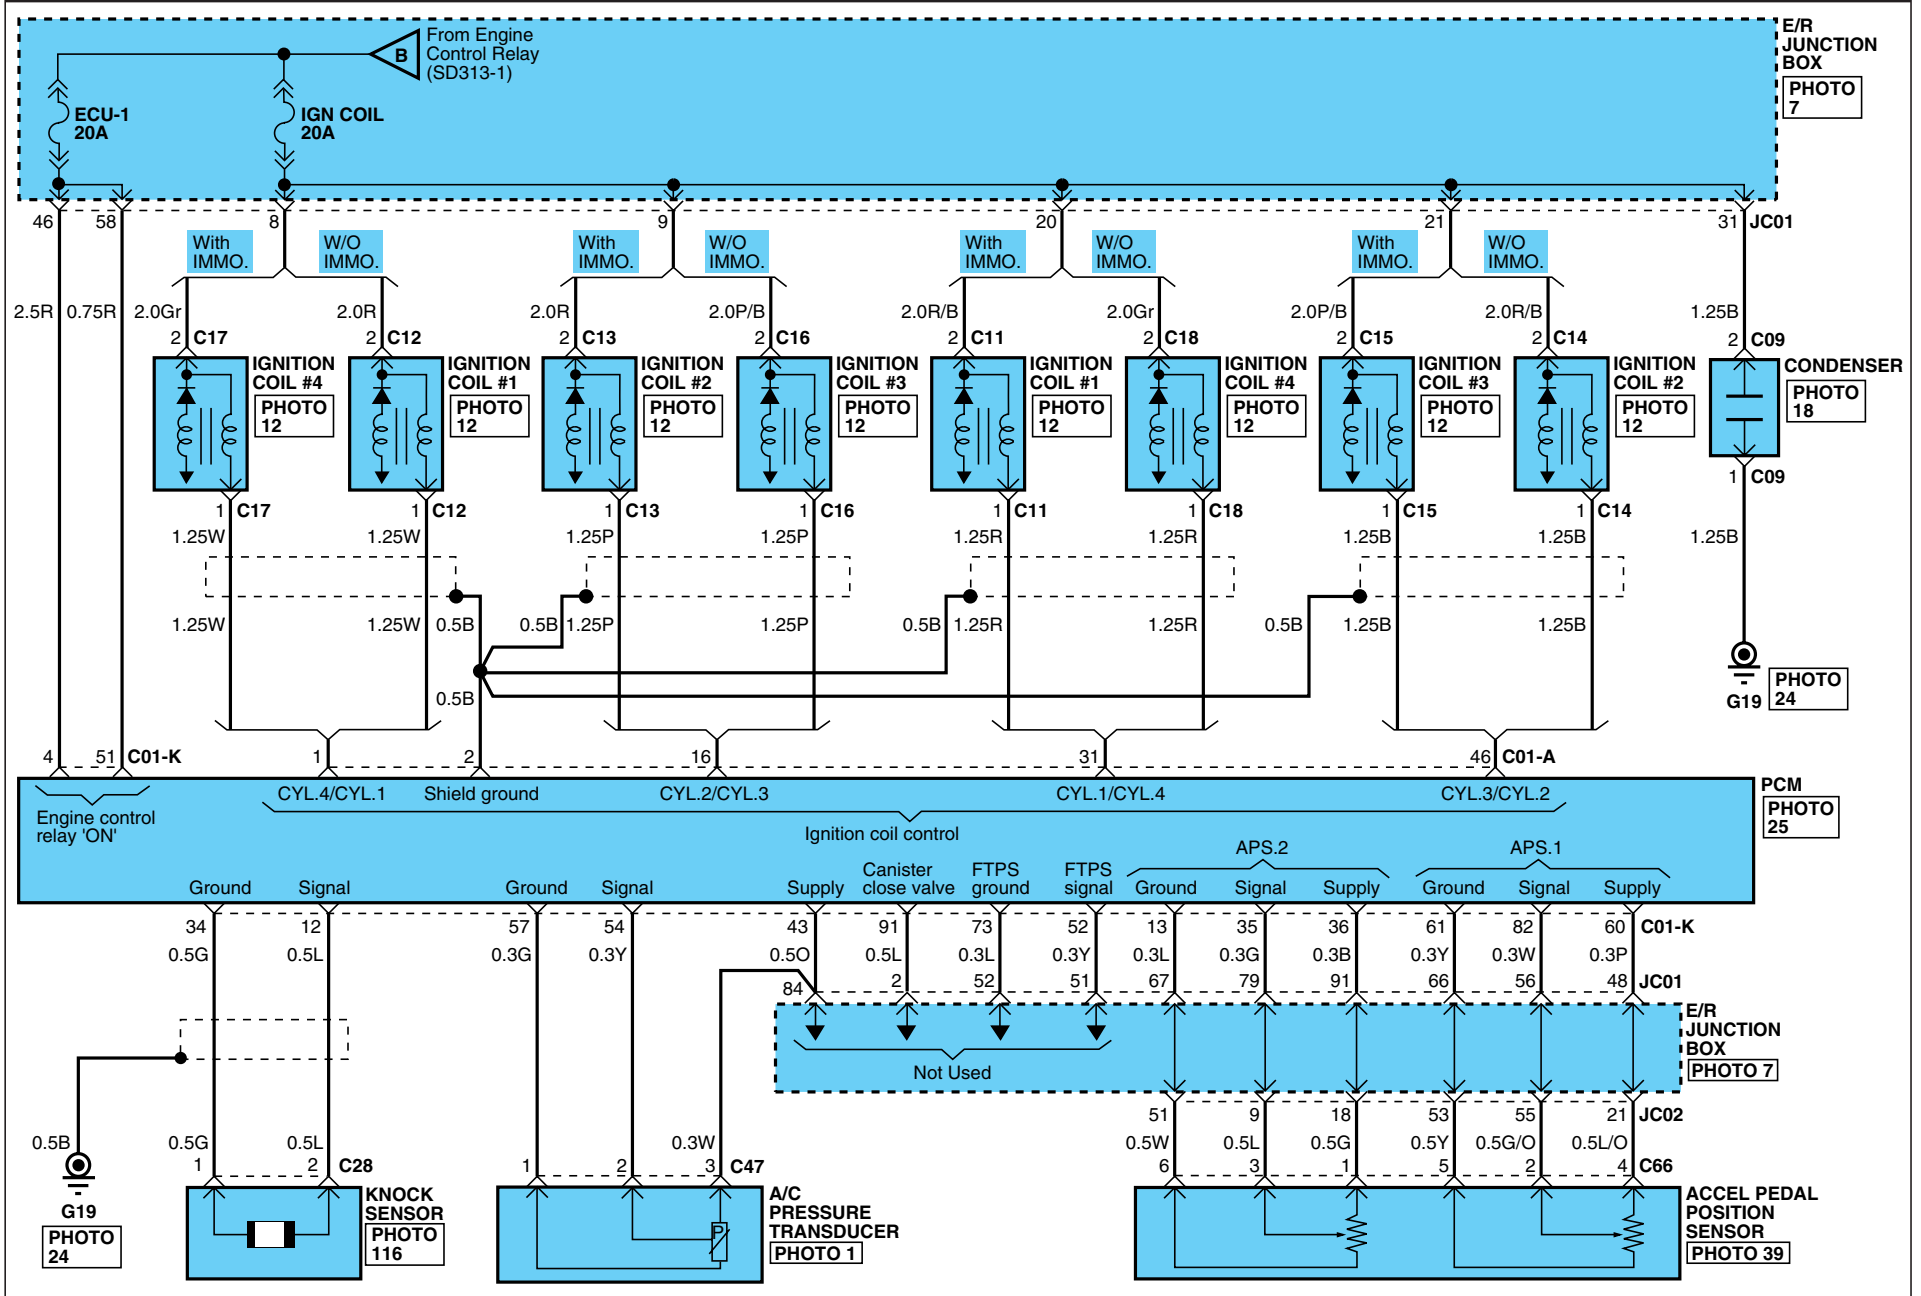 From Engine
Control Relay
(SD313-1)
B
E/R
JUNCTION
BOX
PHOTO
7
ECU-1
20A
IGN COIL
20A
46 58 8 9 20 21 31 JC01
With
IMMO.
W/O
IMMO.
With
IMMO.
W/O
IMMO.
With
IMMO.
W/O
IMMO.
With
IMMO.
W/O
IMMO.
2.5R 0.75R 2.0Gr 2.0R 2.0R 2.0P/B 2.0R/B 2.0Gr 2.0P/B 2.0R/B 1.25B
2 C17 2 C12 2 C13 2 C16 2 C11 2 C18 2 C15 2 C14 2 C09
IGNITION
COIL #4
PHOTO
12
IGNITION
COIL #1
PHOTO
12
IGNITION
COIL #2
PHOTO
12
IGNITION
COIL #3
PHOTO
12
IGNITION
COIL #1
PHOTO
12
IGNITION
COIL #4
PHOTO
12
IGNITION
COIL #3
PHOTO
12
IGNITION
COIL #2
PHOTO
12
CONDENSER
PHOTO
18
1 C17 1 C12 1 C13 1 C16 1 C11 1 C18 1 C15 1 C14 1 C09
1.25W 1.25W 1.25P 1.25P 1.25R 1.25R 1.25B 1.25B 1.25B
1.25W 1.25W 0.5B 0.5B 1.25P 1.25P 0.5B 1.25R 1.25R 0.5B 1.25B 1.25B
0.5B
G19
PHOTO
24
4 51 C01-K 1 2 16 31 46 C01-A
PCM
PHOTO
25
CYL.4/CYL.1 Shield ground CYL.2/CYL.3 CYL.1/CYL.4 CYL.3/CYL.2
Engine control
relay 'ON'
Ignition coil control
APS.2 APS.1
Ground Signal Ground Signal Supply
Canister
close valve
FTPS
ground
FTPS
signal
Ground Signal Supply Ground Signal Supply
34 12 57 54 43 91 73 52 13 35 36 61 82 60 C01-K
0.5G 0.5L 0.3G 0.3Y 0.5O 0.5L 0.3L 0.3Y 0.3L 0.3G 0.3B 0.3Y 0.3W 0.3P
84 2 52 51 67 79 91 66 56 48 JC01
E/R
JUNCTION
BOX
PHOTO 7
Not Used
51 9 18 53 55 21 JC02
0.5B 0.5G 0.5L 0.3W 0.5W 0.5L 0.5G 0.5Y 0.5G/O 0.5L/O
1 2 C28 1 2 3 C47 6 3 1 5 2 4 C66
G19
PHOTO
24
KNOCK
SENSOR
PHOTO
116
P
A/C
PRESSURE
TRANSDUCER
PHOTO 1
ACCEL PEDAL
POSITION
SENSOR
PHOTO 39